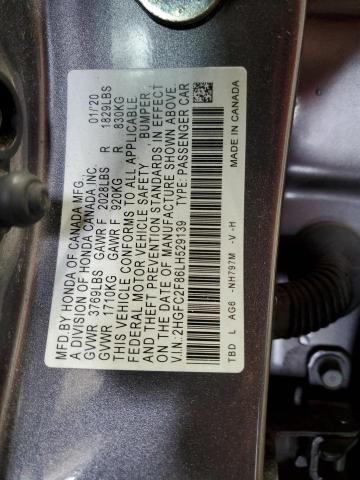 MFD.BY HONDA OF CANADA MFG. 01/20
A DIVISION OF HONDA CANADA INC.
GVWR 3769LBS GAWR F 2028LBS R 1829LBS
GVWR 1710KG GAWR F 920KG R 830KG
THIS VEHICLE CONFORMS TO ALL APPLICABLE
FEDERAL MOTOR VEHICLE SAFETY, BUMPER,
AND THEFT PREVENTION STANDARDS IN EFFECT
ON THE DATE OF MANUFACTURE SHOWN ABOVE.
V.I.N: 2HGFC2F86LH529139 TYPE: PASSENGER CAR
TBD L AG6 -NH797M -V -H MADE IN CANADA